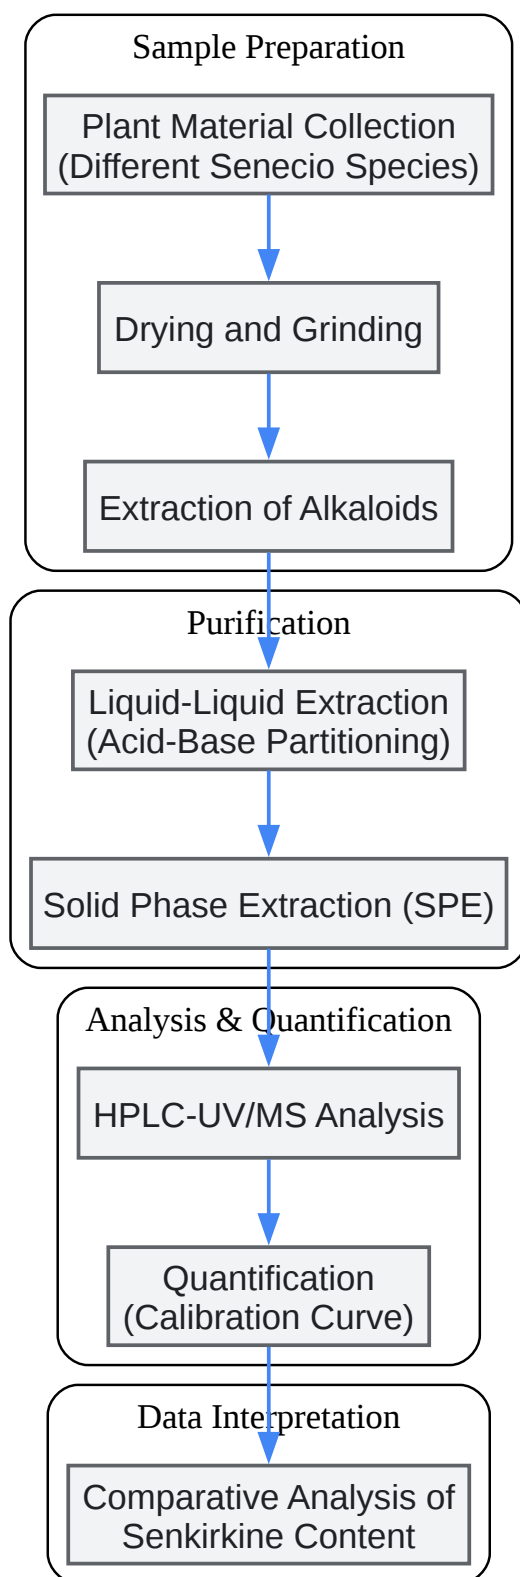 Sample Preparation
Plant Material Collection
(Different Senecio Species)
Drying and Grinding
Extraction of Alkaloids
Purification
Liquid-Liquid Extraction
(Acid-Base Partitioning)
Solid Phase Extraction (SPE)
Analysis & Quantification
HPLC-UV/MS Analysis
Quantification
(Calibration Curve)
Data Interpretation
Comparative Analysis of
Senkirkine Content